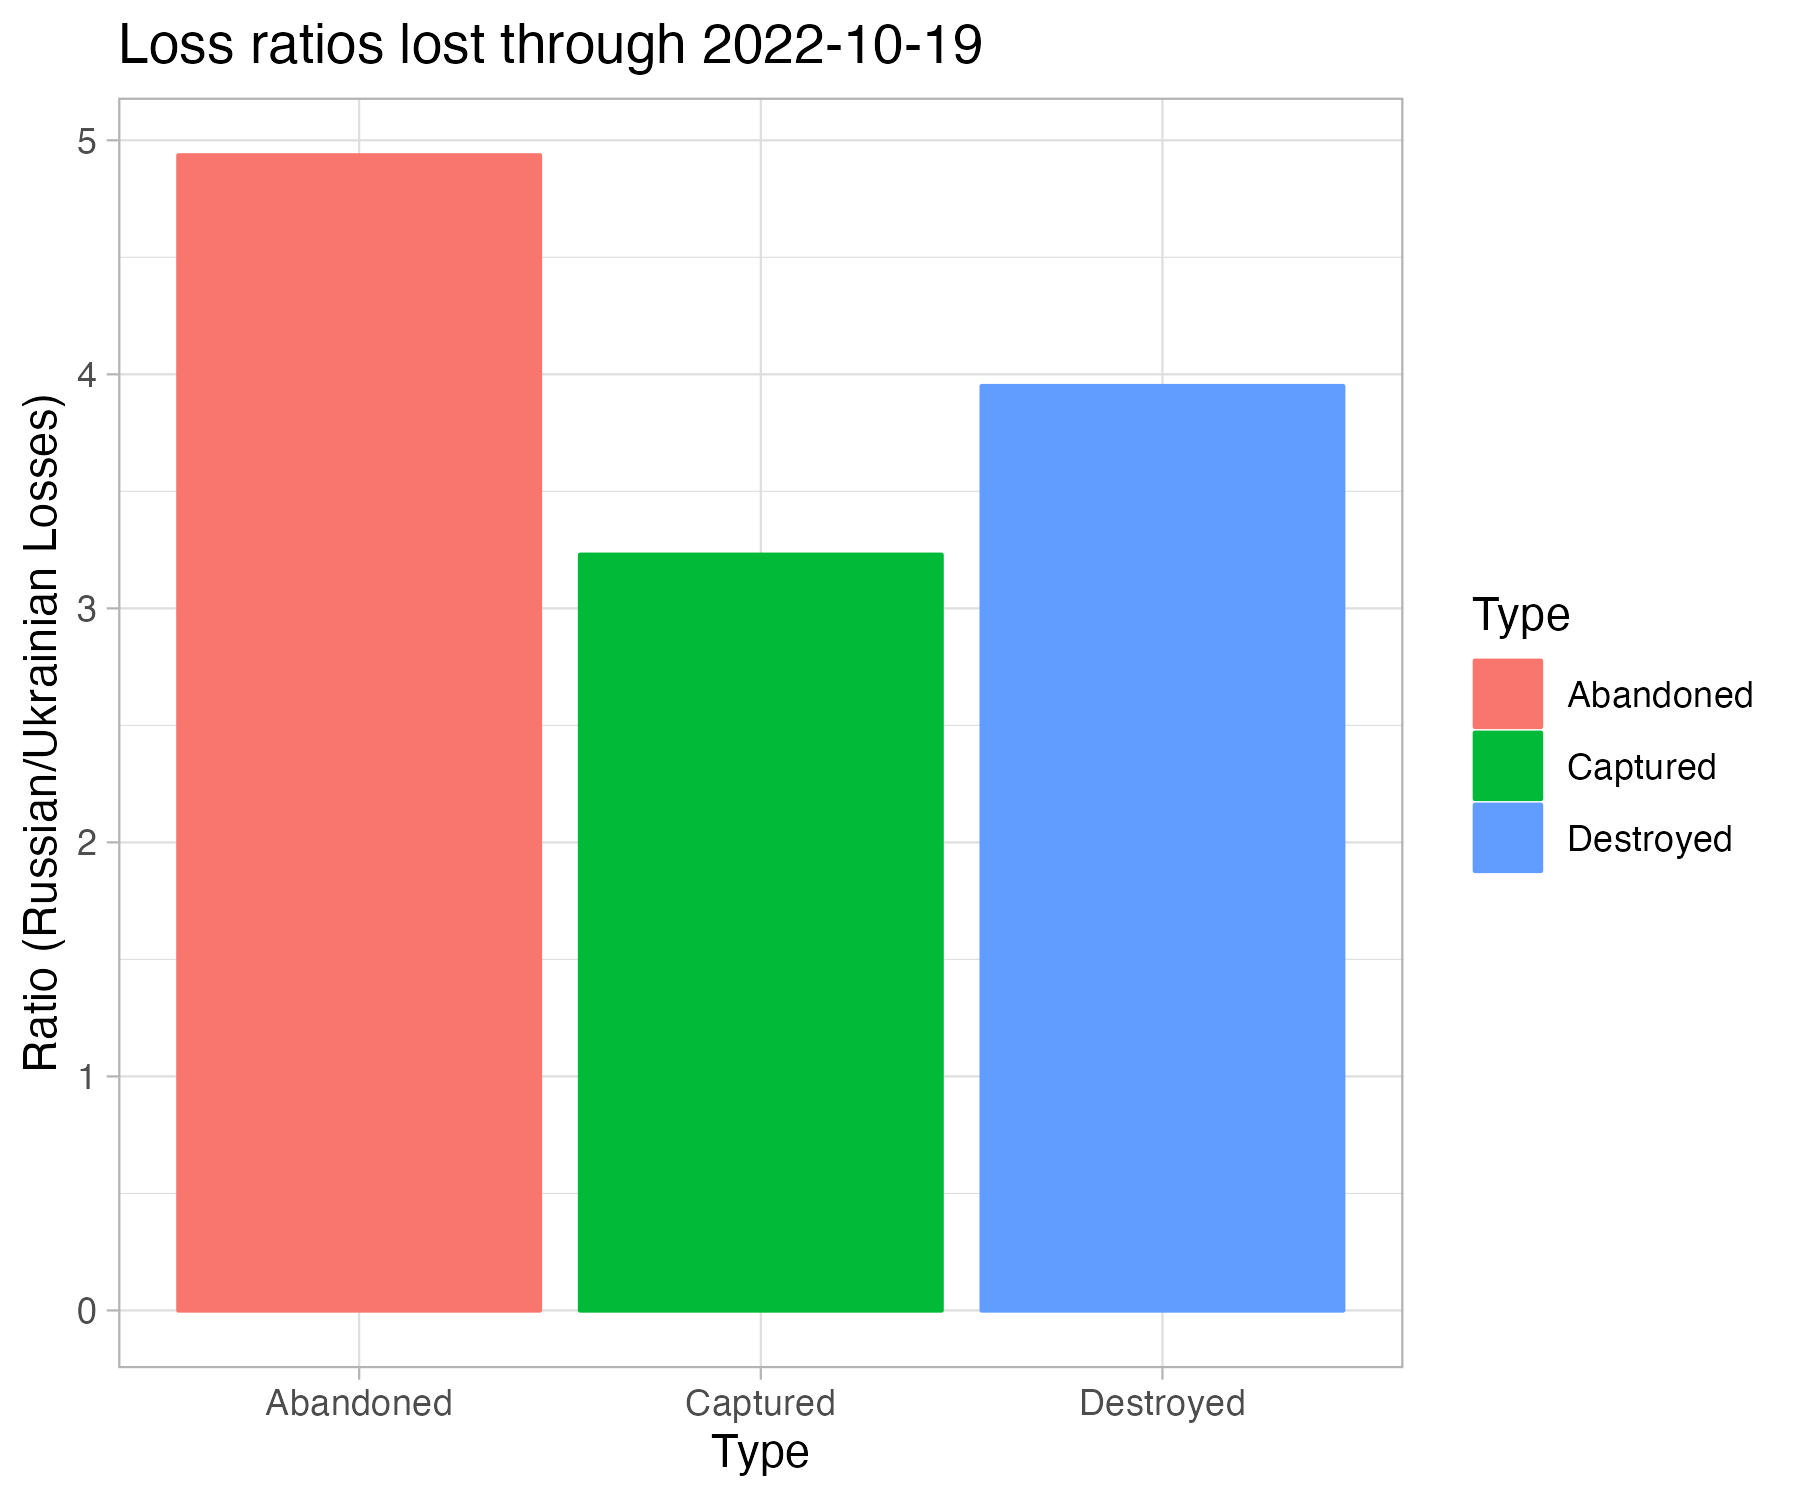 Loss ratios lost through 2022-10-19
Ratio (Russian/Ukrainian Losses)
5
4
3
2
1
0
Abandoned
Captured
Destroyed
Type
Type
Abandoned
Captured
Destroyed